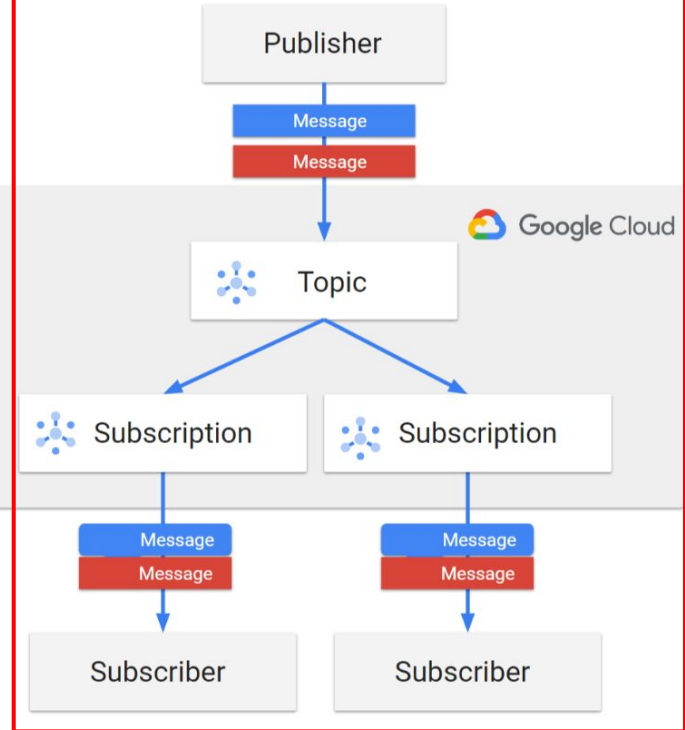 Publisher
Message
Message
Google Cloud
Topic
Subscription
Subscription
Message
Message
Message
Message
Subscriber
Subscriber